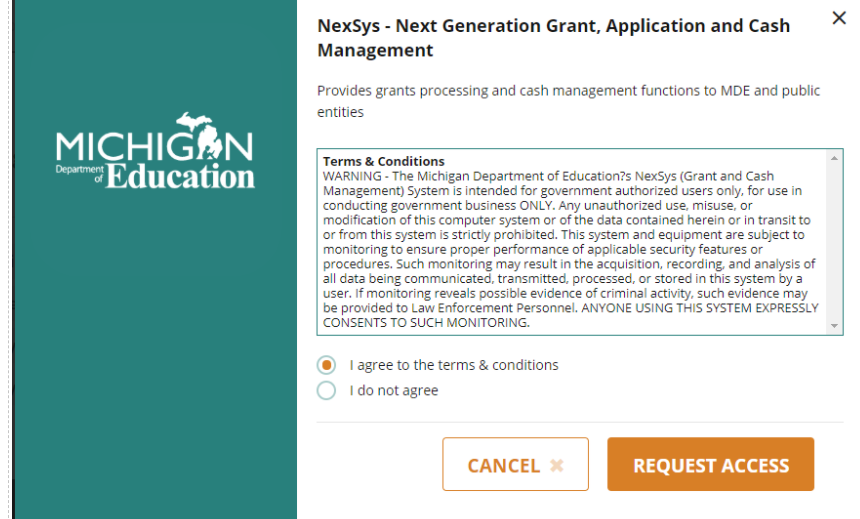 MICHIGAN
Department of Education
NexSys - Next Generation Grant, Application and Cash
Management
Provides grants processing and cash management functions to MDE and public
entities
Terms & Conditions
WARNING - The Michigan Department of Education?s NexSys (Grant and Cash
Management) System is intended for government authorized users only, for use in
conducting government business ONLY. Any unauthorized use, misuse, or
modification of this computer system or of the data contained herein or in transit to
or from this system is strictly prohibited. This system and equipment are subject to
monitoring to ensure proper performance of applicable security features or
procedures. Such monitoring may result in the acquisition, recording, and analysis of
all data being communicated, transmitted, processed, or stored in this system by a
user. If monitoring reveals possible evidence of criminal activity, such evidence may
be provided to Law Enforcement Personnel. ANYONE USING THIS SYSTEM EXPRESSLY
CONSENTS TO SUCH MONITORING.
I agree to the terms & conditions
I do not agree
CANCEL ✖
REQUEST ACCESS